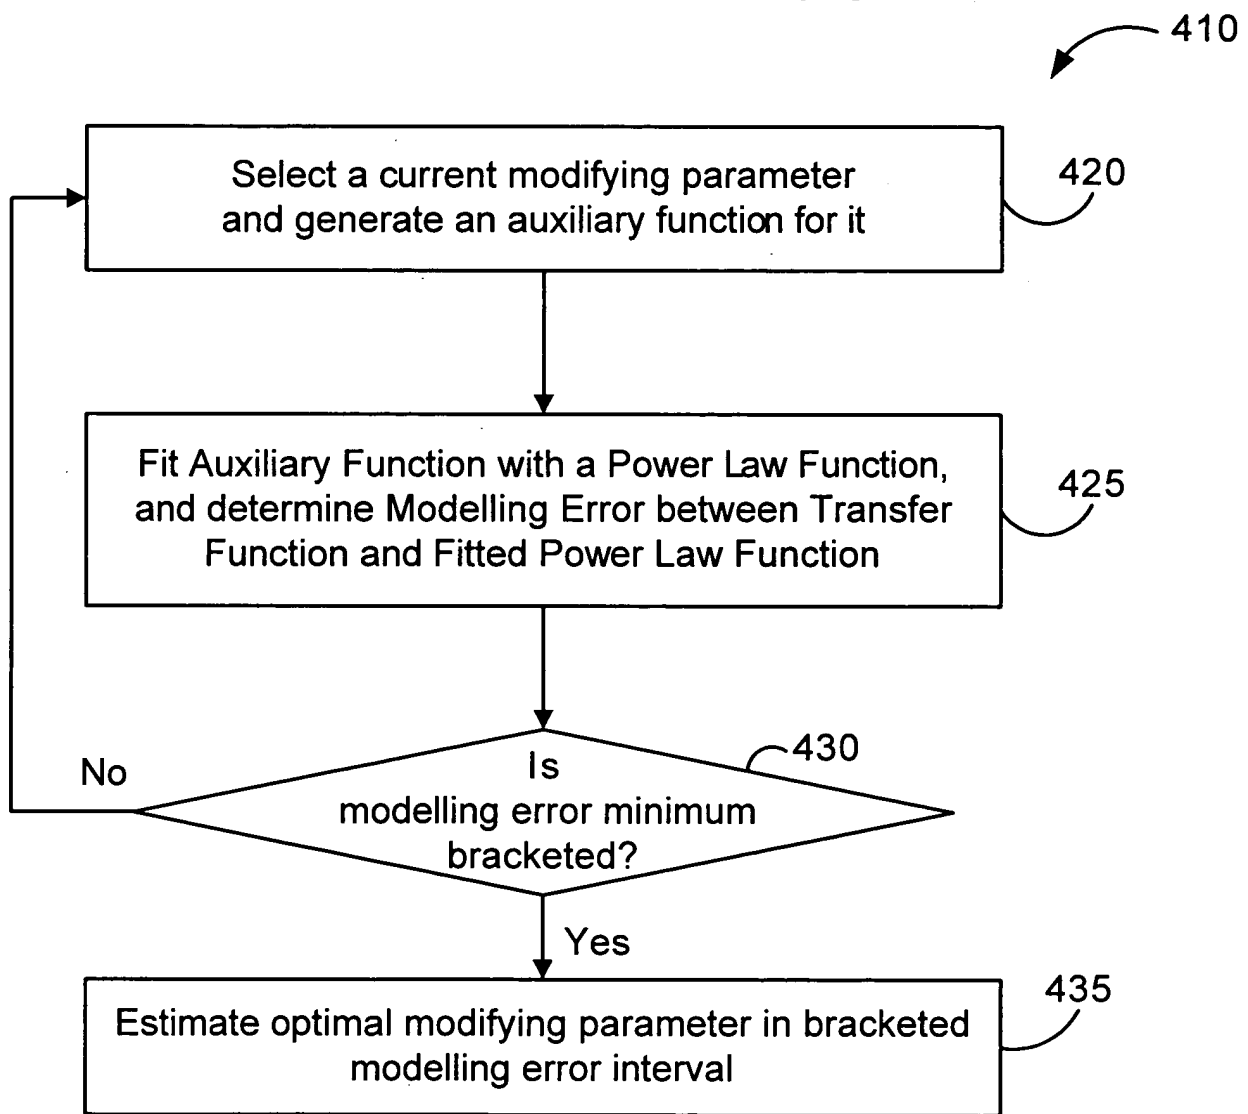 410
Select a current modifying parameter
and generate an auxiliary function for it
420
Fit Auxiliary Function with a Power Law Function,
and determine Modelling Error between Transfer
Function and Fitted Power Law Function
425
430
Is
modelling error minimum
bracketed?
No
Yes
435
Estimate optimal modifying parameter in bracketed
modelling error interval